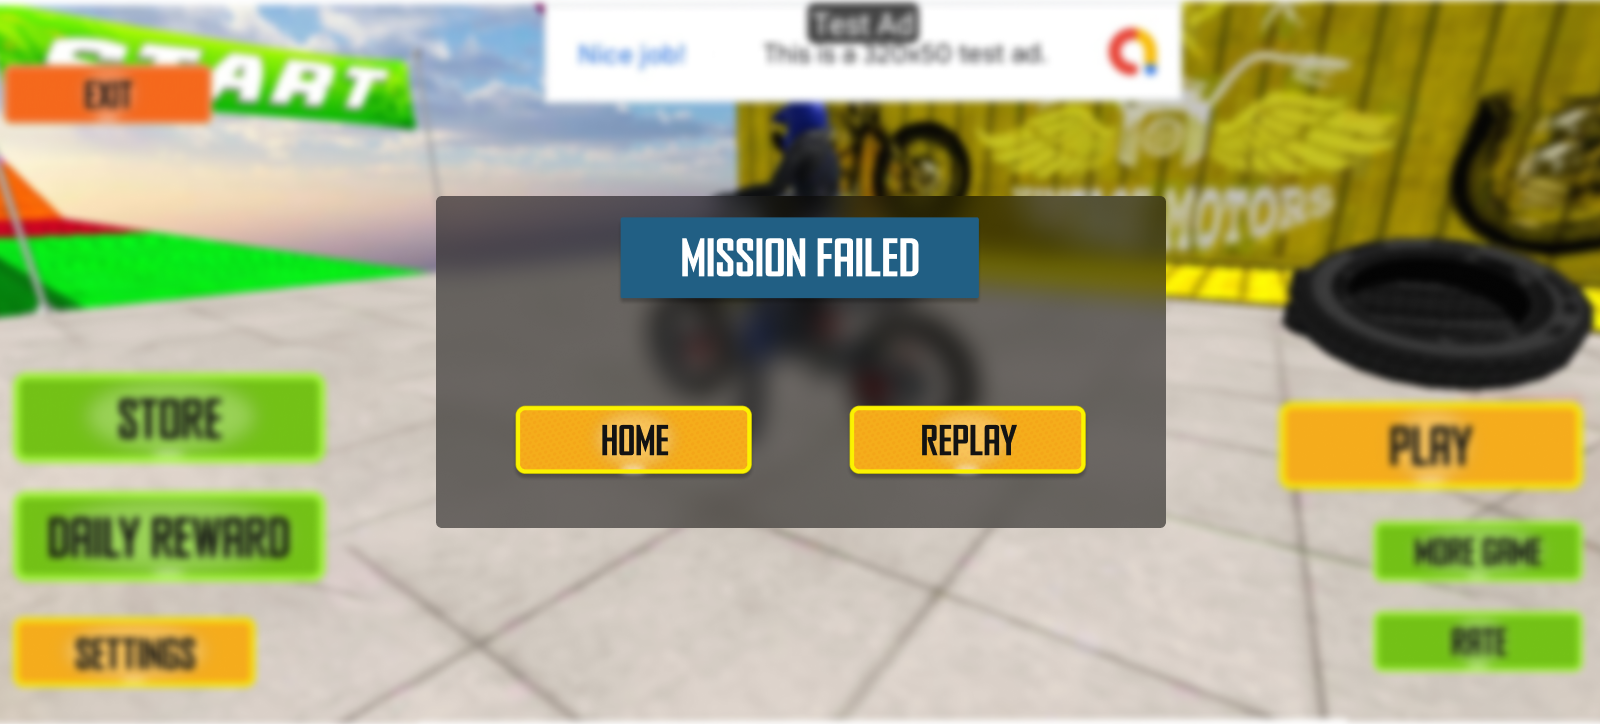 START
EXIT
Test Ad
Nice job!
This is a 320x50 test ad.
MOTORS
MISSION FAILED
HOME
REPLAY
STORE
DAILY REWARD
SETTINGS
PLAY
MORE GAME
RATE